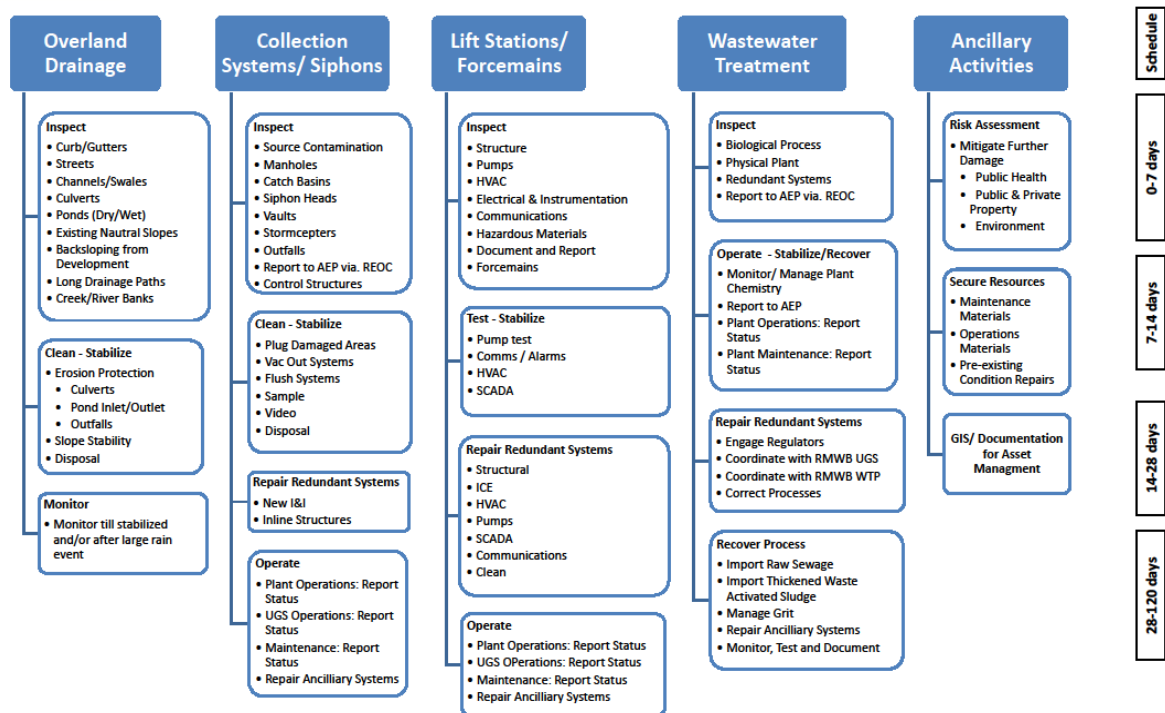 Overland
Drainage
Inspect
• Curb/Gutters
• Streets
• Channels/Swales
• Culverts
• Ponds (Dry/Wet)
• Existing Nautral Slopes
• Backsloping from
Development
• Long Drainage Paths
• Creek/River Banks
Clean - Stabilize
• Erosion Protection
• Culverts
• Pond Inlet/Outlet
• Outfalls
• Slope Stability
• Disposal
Monitor
• Monitor till stabilized
and/or after large rain
event
Collection
Systems/ Siphons
Inspect
• Source Contamination
• Manholes
• Catch Basins
• Siphon Heads
• Vaults
• Stormcepters
• Outfalls
• Report to AEP via. REOC
• Control Structures
Clean - Stabilize
• Plug Damaged Areas
• Vac Out Systems
• Flush Systems
• Sample
• Video
• Disposal
Repair Redundant Systems
• New I&I
• Inline Structures
Operate
• Plant Operations: Report
Status
• UGS Operations: Report
Status
• Maintenance: Report
Status
• Repair Ancilliary Systems
Lift Stations/
Forcemains
Inspect
• Structure
• Pumps
• HVAC
• Electrical & Instrumentation
• Communications
• Hazardous Materials
• Document and Report
• Forcemains
Test - Stabilize
• Pump test
• Comms / Alarms
• HVAC
• SCADA
Repair Redundant Systems
• Structural
• ICE
• HVAC
• Pumps
• SCADA
• Communications
• Clean
Operate
• Plant Operations: Report Status
• UGS OPerations: Report Status
• Maintenance: Report Status
• Repair Ancilliary Systems
Wastewater
Treatment
Inspect
• Biological Process
• Physical Plant
• Redundant Systems
• Report to AEP via. REOC
Operate - Stabilize/Recover
• Monitor/ Manage Plant
Chemistry
• Report to AEP
• Plant Operations: Report
Status
• Plant Maintenance: Report
Status
Repair Redundant Systems
• Engage Regulators
• Coordinate with RMWB UGS
• Coordinate with RMWB WTP
• Correct Processes
Recover Process
• Import Raw Sewage
• Import Thickened Waste
Activated Sludge
• Manage Grit
• Repair Ancilliary Systems
• Monitor, Test and Document
Ancillary
Activities
Risk Assessment
• Mitigate Further
Damage
• Public Health
• Public & Private
Property
• Environment
Secure Resources
• Maintenance
Materials
• Operations
Materials
• Pre-existing
Condition Repairs
GIS/ Documentation
for Asset
Managment
Schedule
0-7 days
7-14 days
14-28 days
28-120 days